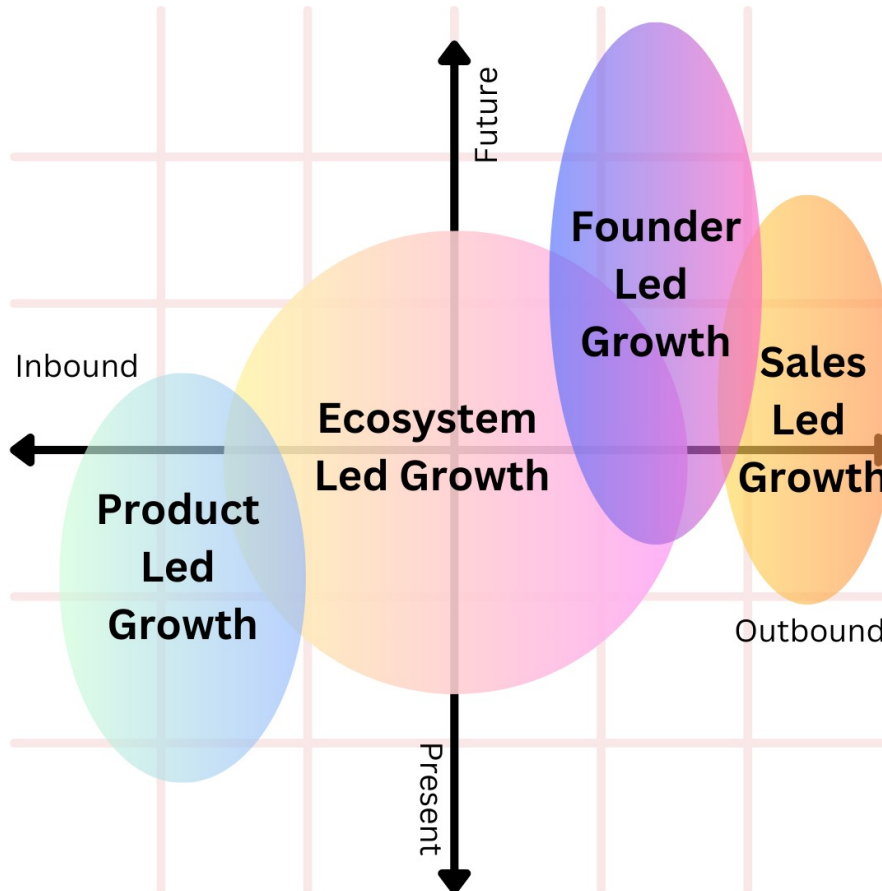 Future
Founder
Led
Growth
Inbound
Sales
Led
Growth
Ecosystem
Led Growth
Product
Led
Growth
Outbound
Present